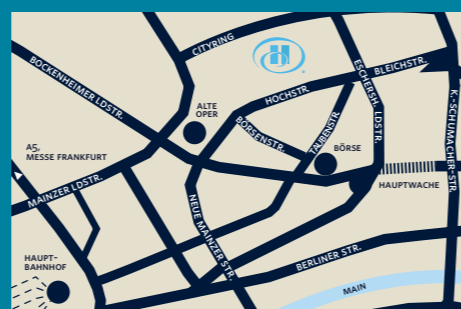 CITYRING
H
BOCKENHEIMER LDSTR.
ESCHERSH. LDSTR.
BLEICHSTR.
HOCHSTR.
K.-SCHUMACHER-STR.
ALTE
OPER
BÖRSENSTR.
TAUBENSTR.
BÖRSE
A5,
MESSE FRANKFURT
MAINZER LDSTR.
HAUPTWACHE
NEUE MAINZER STR.
HAUPT-
BAHNHOF
BERLINER STR.
MAIN